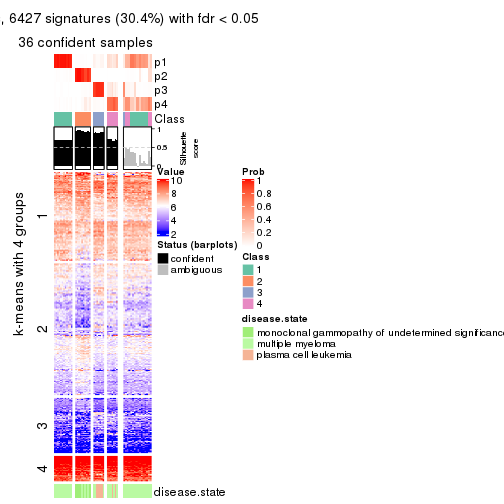 , 6427 signatures (30.4%) with fdr < 0.05
36 confident samples
p1
p2
p3
p4
Class
1
0.5
0
Silhouette
score
k-means with 4 groups
1
2
3
4
disease.state
Value
10
8
6
4
2
Status (barplots)
confident
ambiguous
Prob
1
0.8
0.6
0.4
0.2
0
Class
1
2
3
4
disease.state
monoclonal gammopathy of undetermined significance
multiple myeloma
plasma cell leukemia